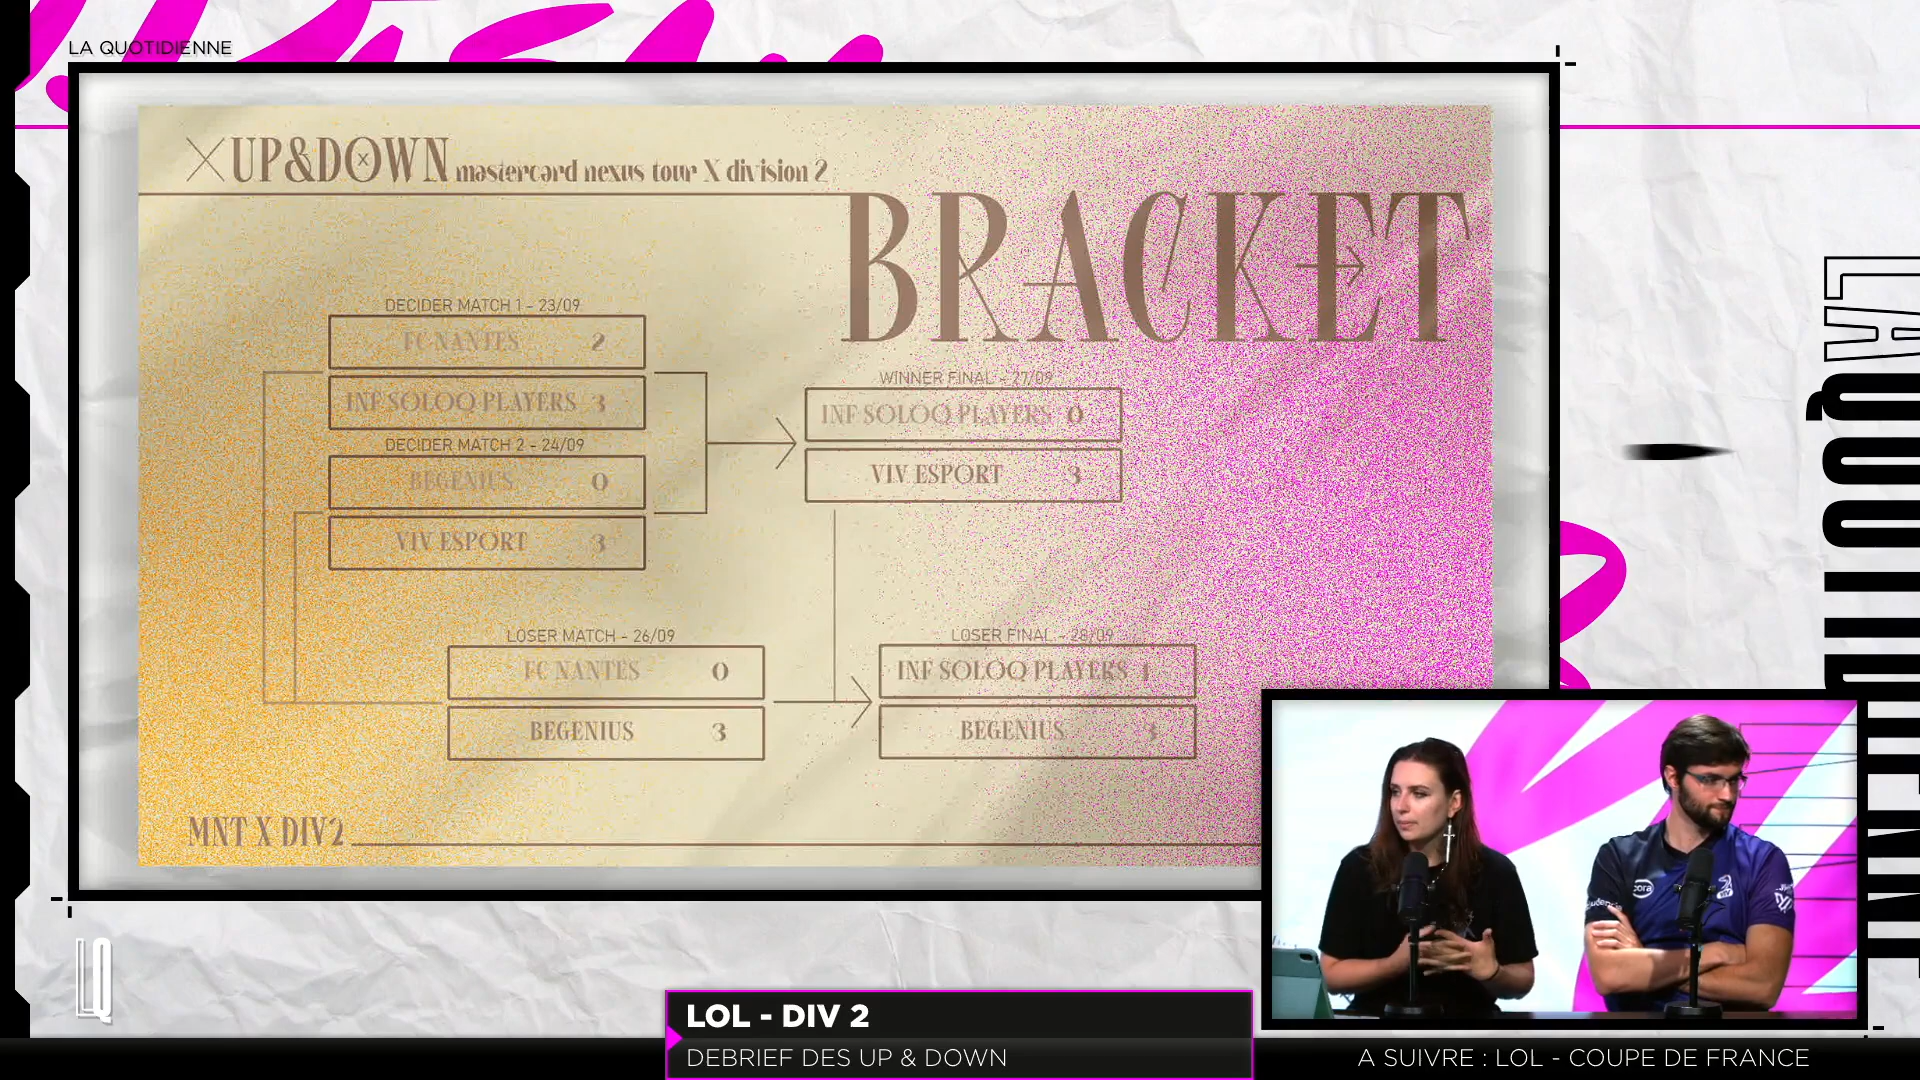 LA QUOTIDIENNE
UP&DOWN mastercard nexus tour X division 2
BRACKET
DECIDER MATCH 1 - 23/09
FC NANTES 2
INF SOLOQ PLAYERS 3
DECIDER MATCH 2 - 24/09
BEGENIUS 0
VIV ESPORT 3
WINNER FINAL - 27/09
INF SOLOQ PLAYERS 0
VIV ESPORT 3
LOSER MATCH - 26/09
FC NANTES 0
BEGENIUS 3
LOSER FINAL - 28/09
INF SOLOQ PLAYERS 1
BEGENIUS 3
MNT X DIV2
LA QUOTIDIENNE
cora
LQ
LOL - DIV 2
DEBRIEF DES UP & DOWN
A SUIVRE : LOL - COUPE DE FRANCE